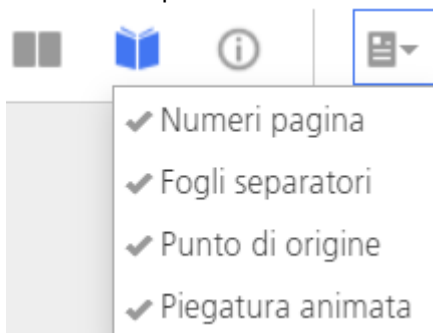 Numeri pagina
Fogli separatori
Punto di origine
Piegatura animata